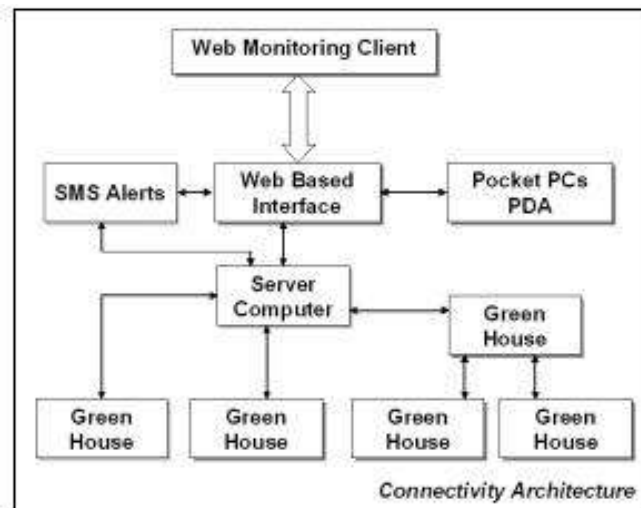 Web Monitoring Client
SMS Alerts
Web Based
Interface
Pocket PCs
PDA
Server
Computer
Green
House
Green
House
Green
House
Green
House
Green
House
Connectivity Architecture